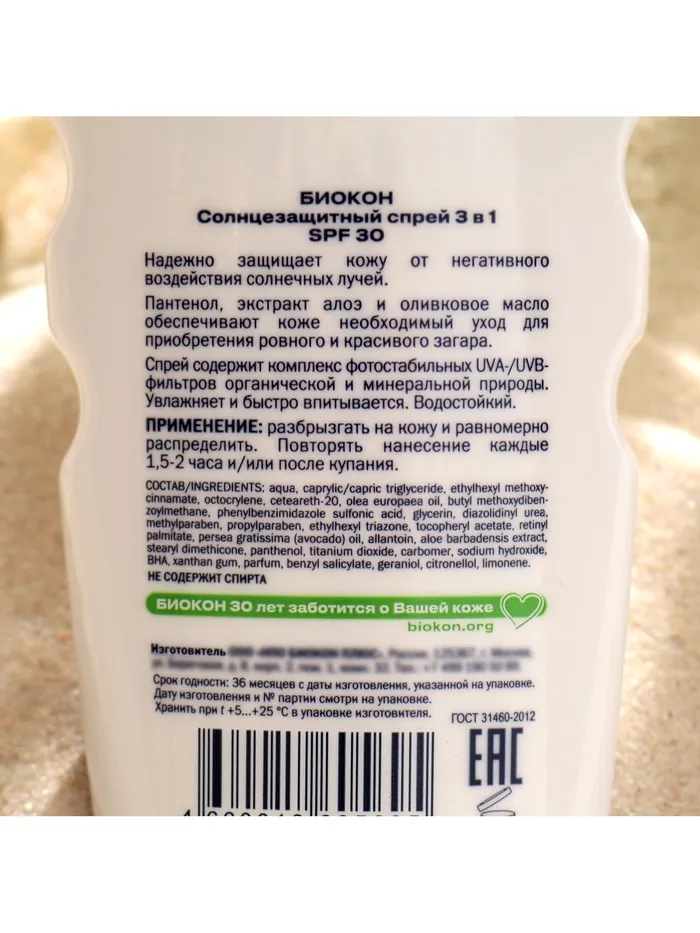 БИОКОН
Солнцезащитный спрей 3 в 1
SPF 30
Надежно защищает кожу от негативного
воздействия солнечных лучей.
Пантенол, экстракт алоэ и оливковое масло
обеспечивают коже необходимый уход для
приобретения ровного и красивого загара.
Спрей содержит комплекс фотостабильных UVA-/UVB-
фильтров органической и минеральной природы.
Увлажняет и быстро впитывается. Водостойкий.
ПРИМЕНЕНИЕ: разбрызгать на кожу и равномерно
распределить. Повторять нанесение каждые
1,5-2 часа и/или после купания.
СОСТАВ/INGREDIENTS: aqua, caprylic/capric triglyceride, ethylhexyl methoxy-
cinnamate, octocrylene, ceteareth-20, olea europaea oil, butyl methoxydiben-
zoylmethane, phenylbenzimidazole sulfonic acid, glycerin, diazolidinyl urea,
methylparaben, propylparaben, ethylhexyl triazone, tocopheryl acetate, retinyl
palmitate, persea gratissima (avocado) oil, allantoin, aloe barbadensis extract,
stearyl dimethicone, panthenol, titanium dioxide, carbomer, sodium hydroxide,
BHA, xanthan gum, parfum, benzyl salicylate, geraniol, citronellol, limonene.
НЕ СОДЕРЖИТ СПИРТА
БИОКОН 30 лет заботится о Вашей коже
biokon.org
Изготовитель
Срок годности: 36 месяцев с даты изготовления, указанной на упаковке.
Дату изготовления и № партии смотри на упаковке.
Хранить при t +5...+25 °C в упаковке изготовителя.
ГОСТ 31460-2012
EAC